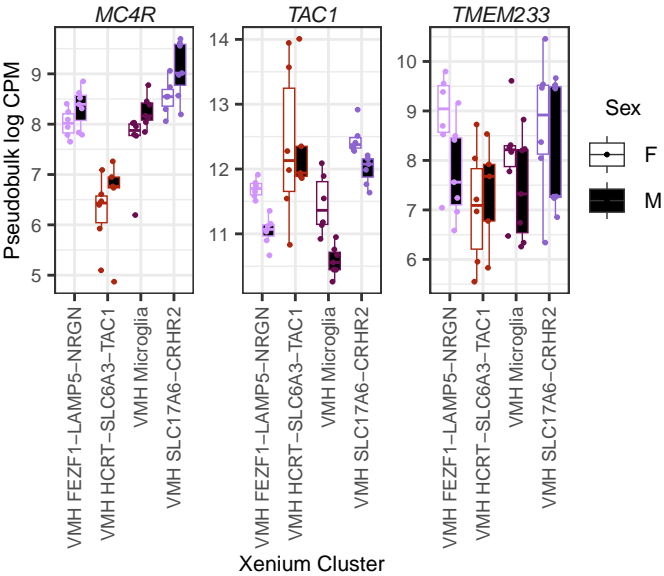 MC4R
TAC1
TMEM233
Pseudobulk log CPM
9
8
7
6
5
14
13
12
11
10
9
8
7
6
Sex
F
M
VMH FEZF1−LAMP5−NRGN
VMH HCRT−SLC6A3−TAC1
VMH Microglia
VMH SLC17A6−CRHR2
VMH FEZF1−LAMP5−NRGN
VMH HCRT−SLC6A3−TAC1
VMH Microglia
VMH SLC17A6−CRHR2
VMH FEZF1−LAMP5−NRGN
VMH HCRT−SLC6A3−TAC1
VMH Microglia
VMH SLC17A6−CRHR2
Xenium Cluster